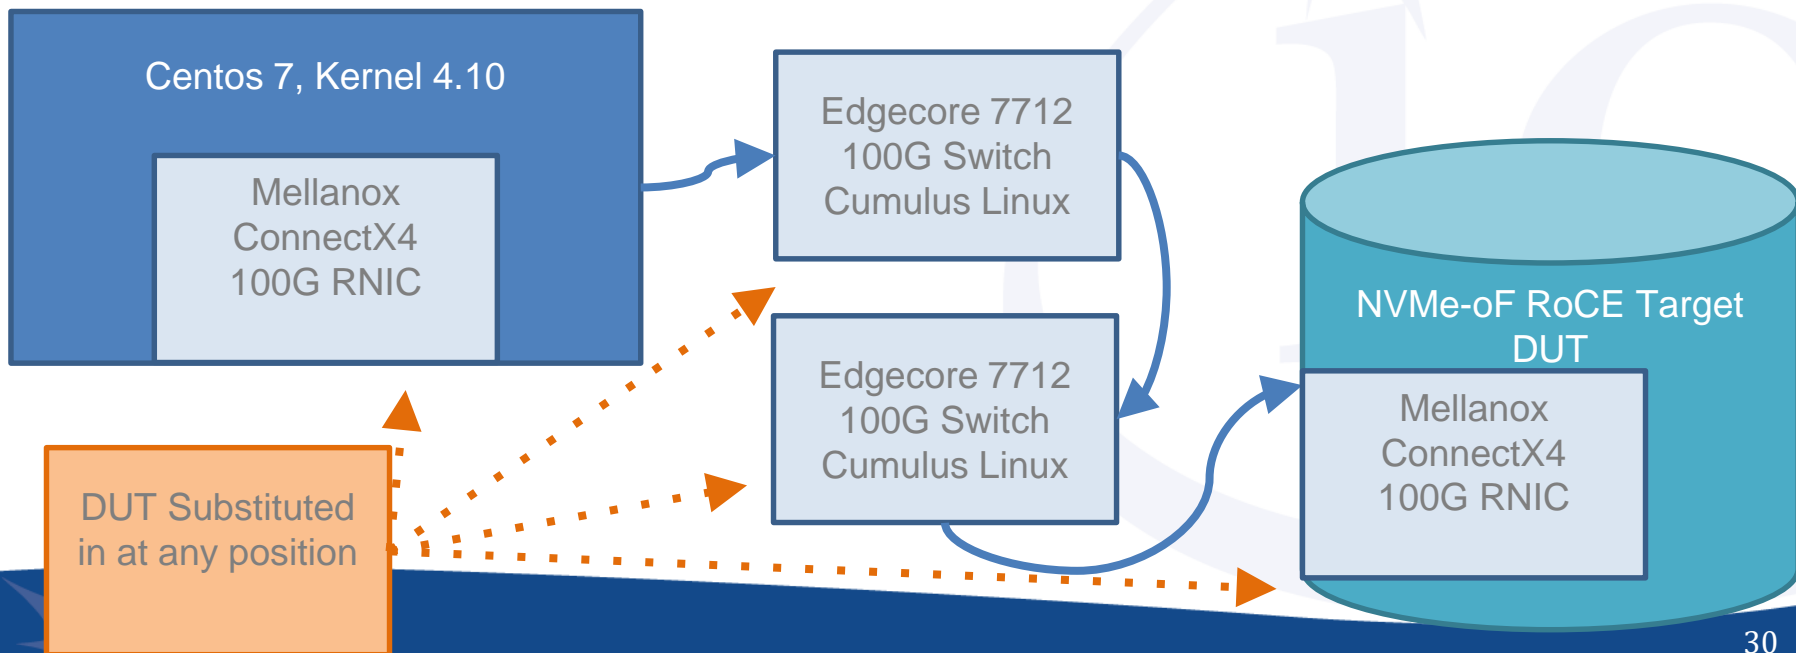 Centos 7, Kernel 4.10
Mellanox
ConnectX4
100G RNIC
Edgecore 7712
100G Switch
Cumulus Linux
Edgecore 7712
100G Switch
Cumulus Linux
NVMe-oF RoCE Target
DUT
Mellanox
ConnectX4
100G RNIC
DUT Substituted
in at any position
30